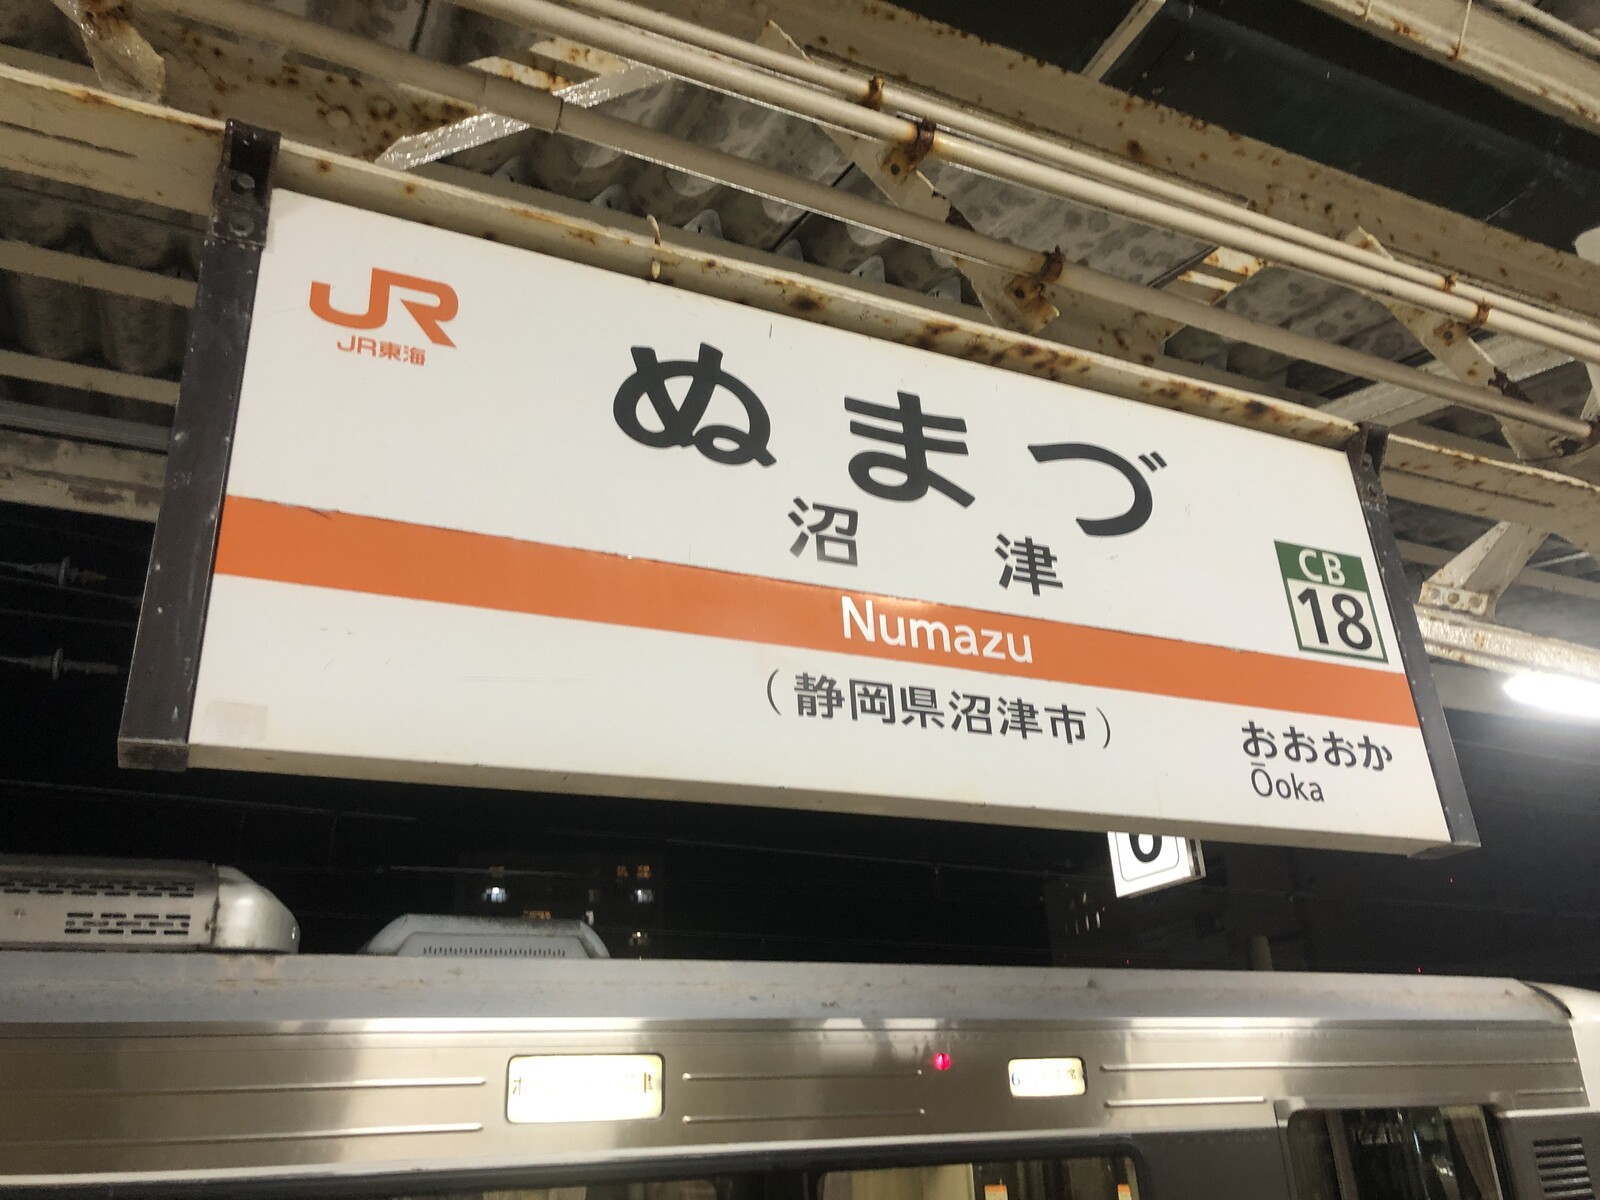 JR
JR東海
ぬまづ
沼津
CB
18
Numazu
(静岡県沼津市)
おおおか
Ōoka